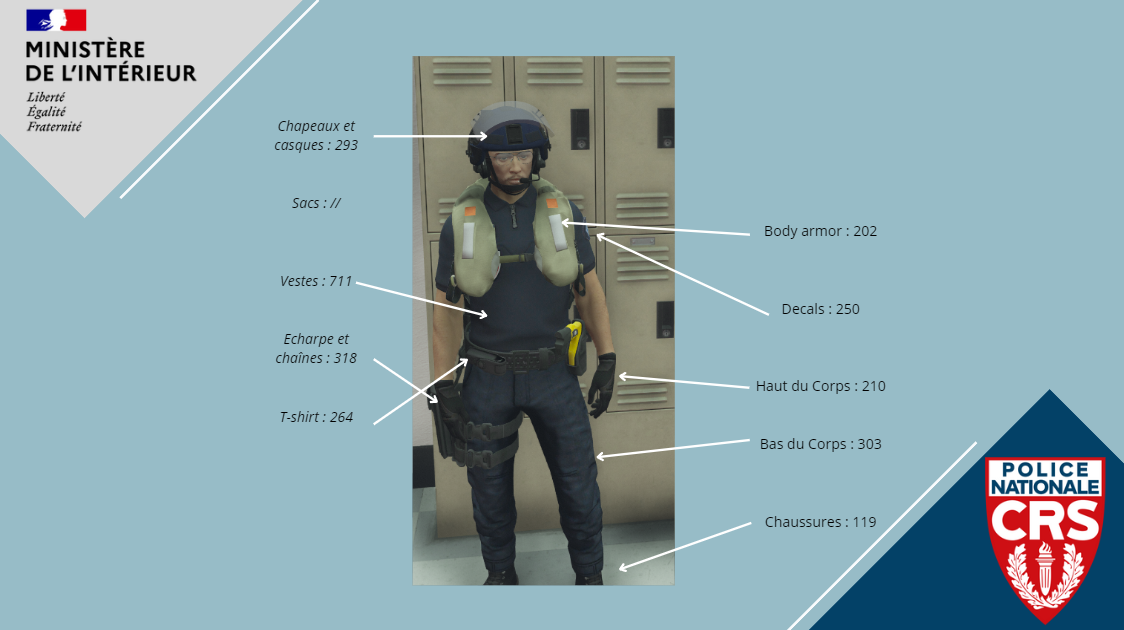 MINISTÈRE
DE L'INTÉRIEUR
Liberté
Égalité
Fraternité
Chapeaux et
casques : 293
Sacs : //
Vestes : 711
Echarpe et
chaînes : 318
T-shirt : 264
Body armor : 202
Decals : 250
Haut du Corps : 210
Bas du Corps : 303
Chaussures : 119
POLICE
NATIONALE
CRS